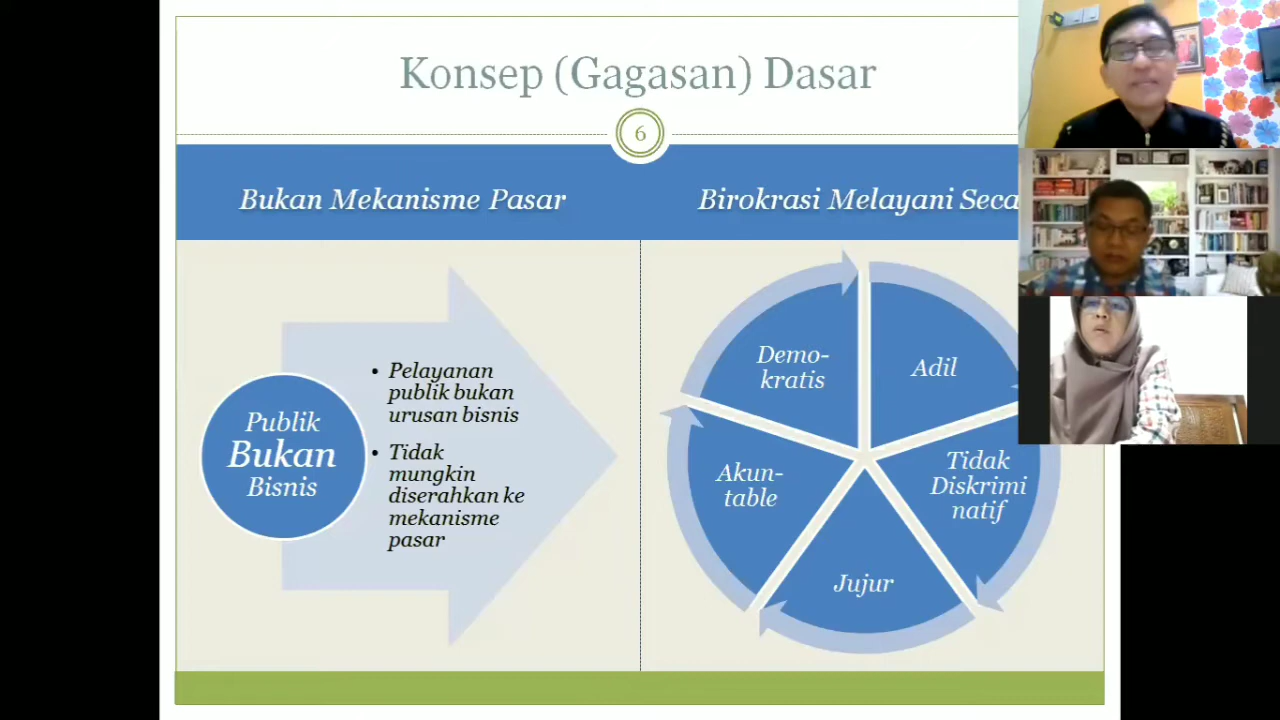 Konsep (Gagasan) Dasar
6
Bukan Mekanisme Pasar
Publik
Bukan
Bisnis
• Pelayanan
publik bukan
urusan bisnis
• Tidak
mungkin
diserahkan ke
mekanisme
pasar
Birokrasi Melayani Seca
Demo-
kratis
Adil
Akun-
table
Tidak
Diskrimi
natif
Jujur